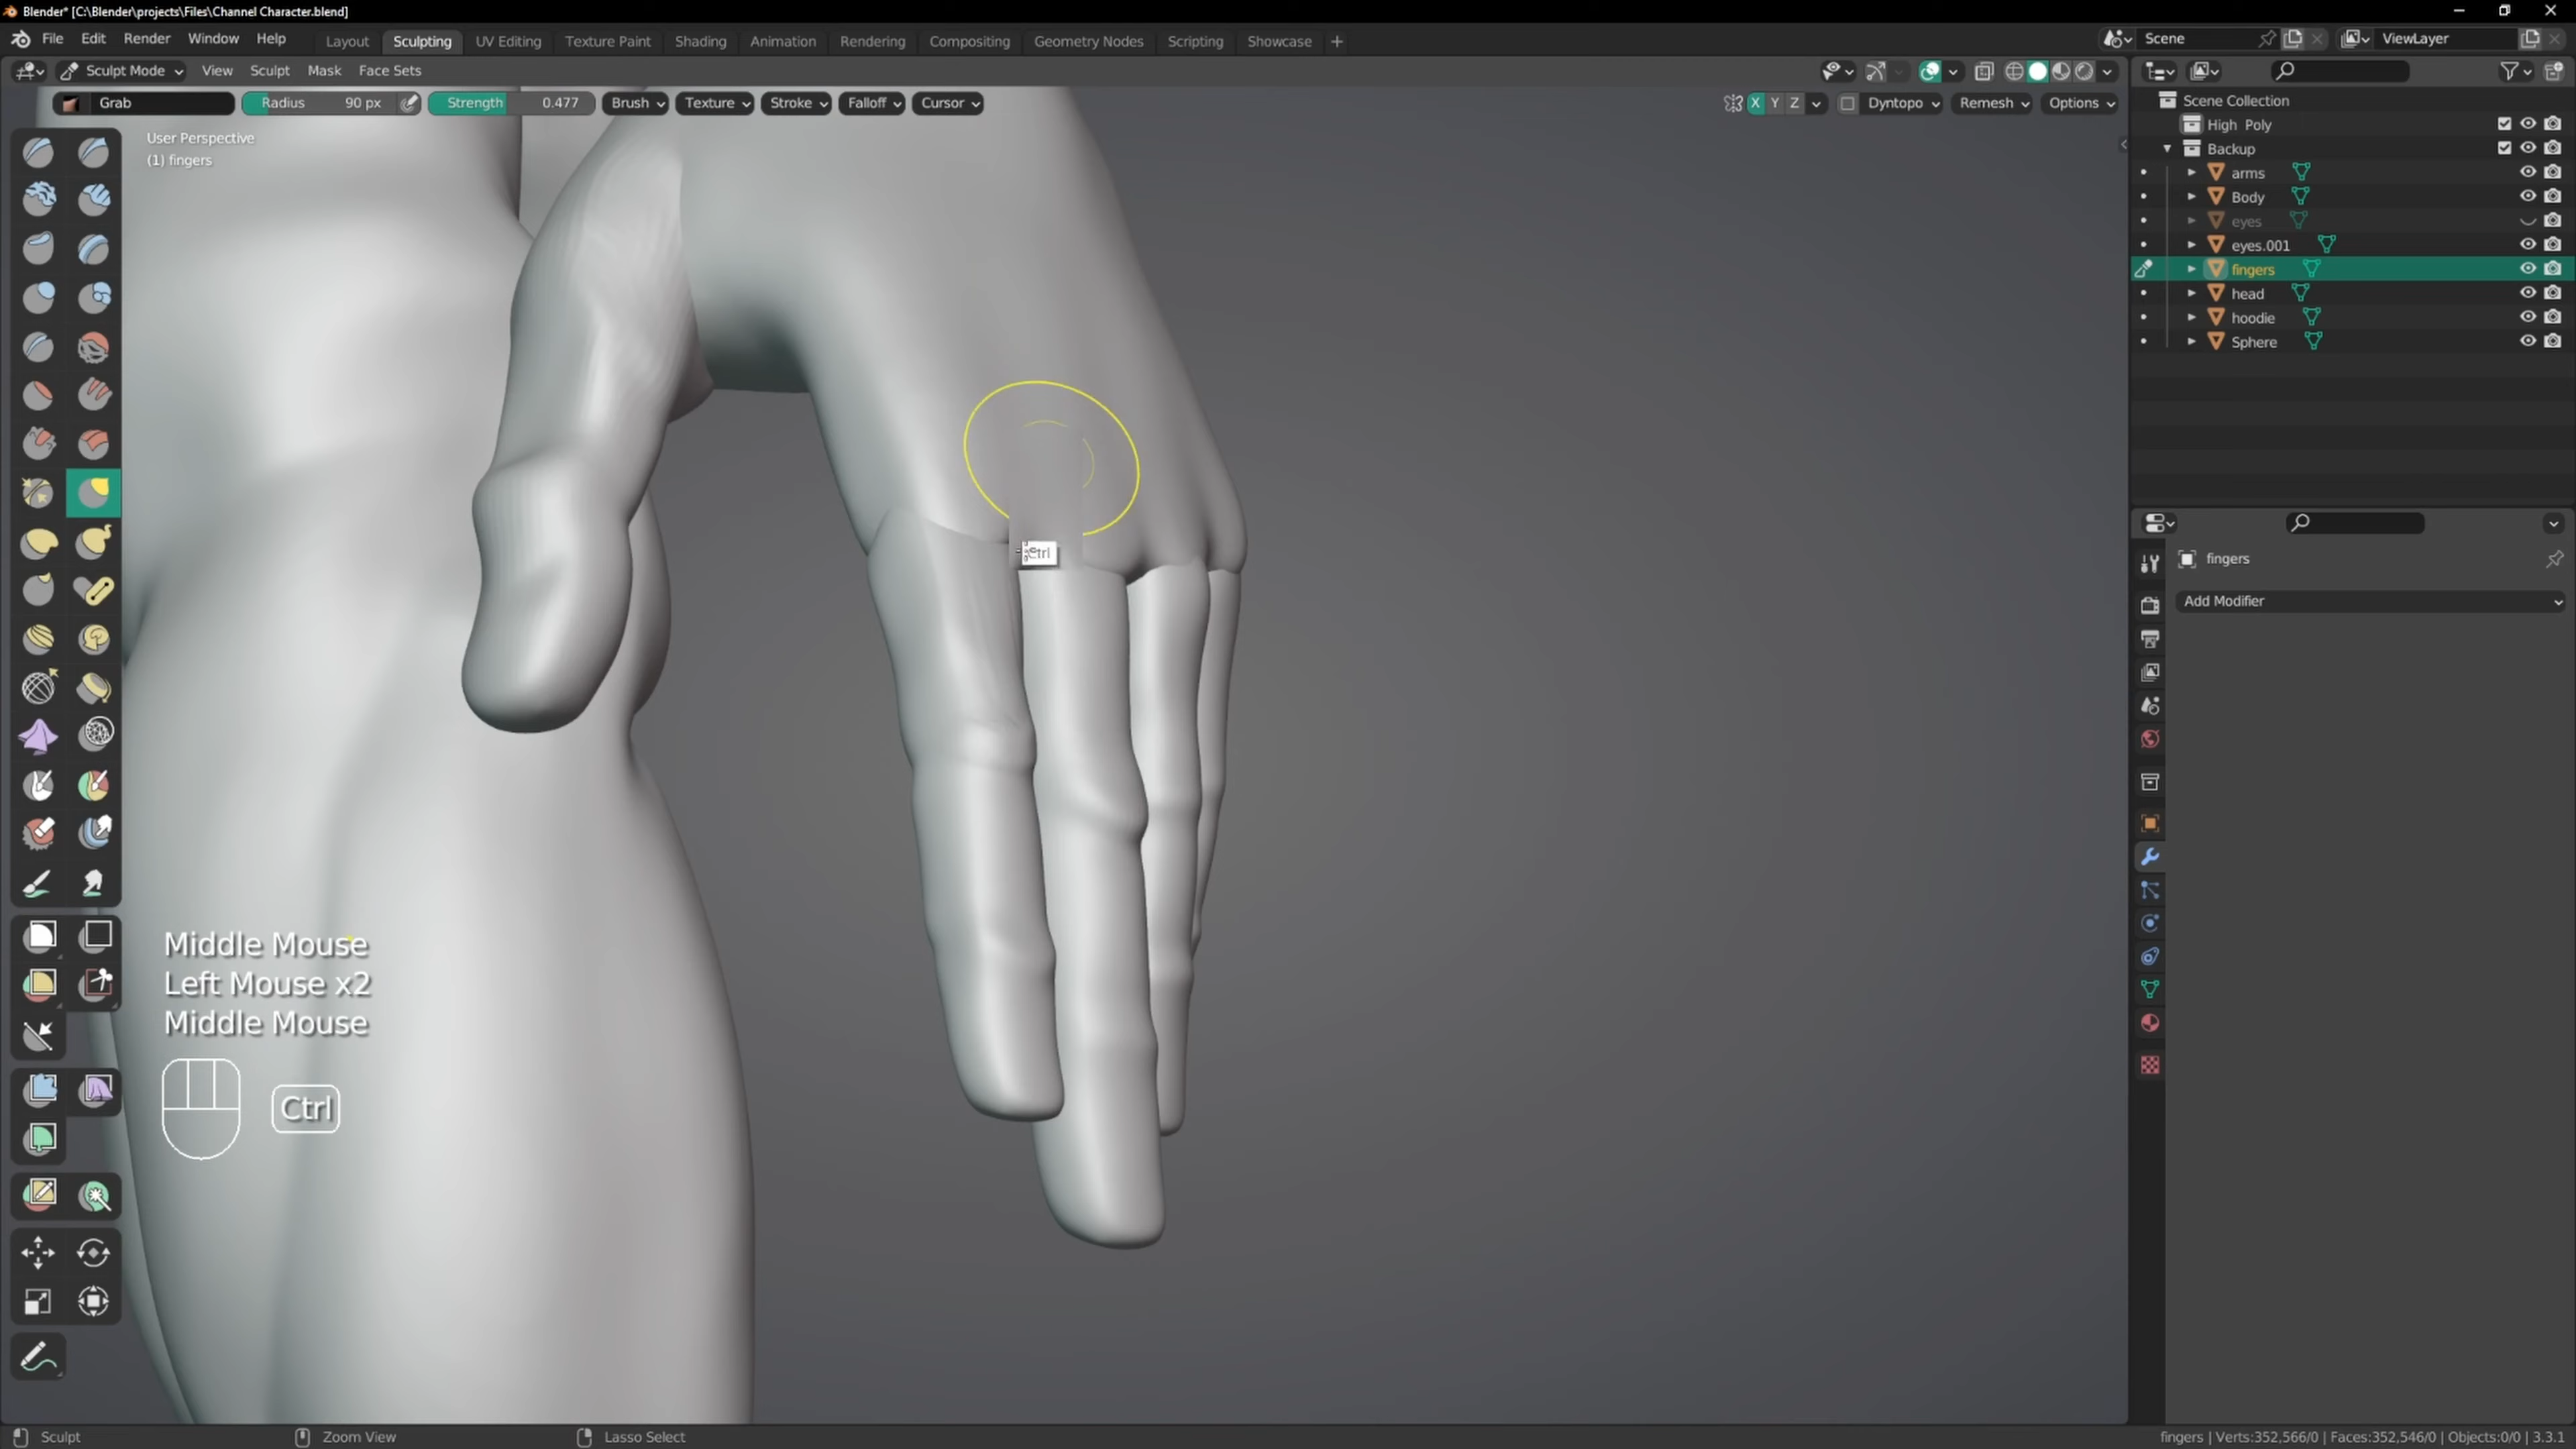 Blender* [C:\Blender\projects\Files\Channel Character.blend]
File Edit Render Window Help Layout Sculpting UV Editing Texture Paint Shading Animation Rendering Compositing Geometry Nodes Scripting Showcase + Scene ViewLayer
Sculpt Mode View Sculpt Mask Face Sets
Grab Radius 90 px Strength 0.477 Brush Texture Stroke Falloff Cursor X Y Z Dyntopo Remesh Options
User Perspective
(1) fingers
Scene Collection
High Poly
Backup
arms
Body
eyes
eyes.001
fingers
head
hoodie
Sphere
fingers
Add Modifier
Ctrl
Middle Mouse
Left Mouse x2
Middle Mouse
Ctrl
Sculpt Zoom View Lasso Select fingers | Verts:352,566/0 | Faces:352,546/0 | Objects:0/0 | 3.3.1